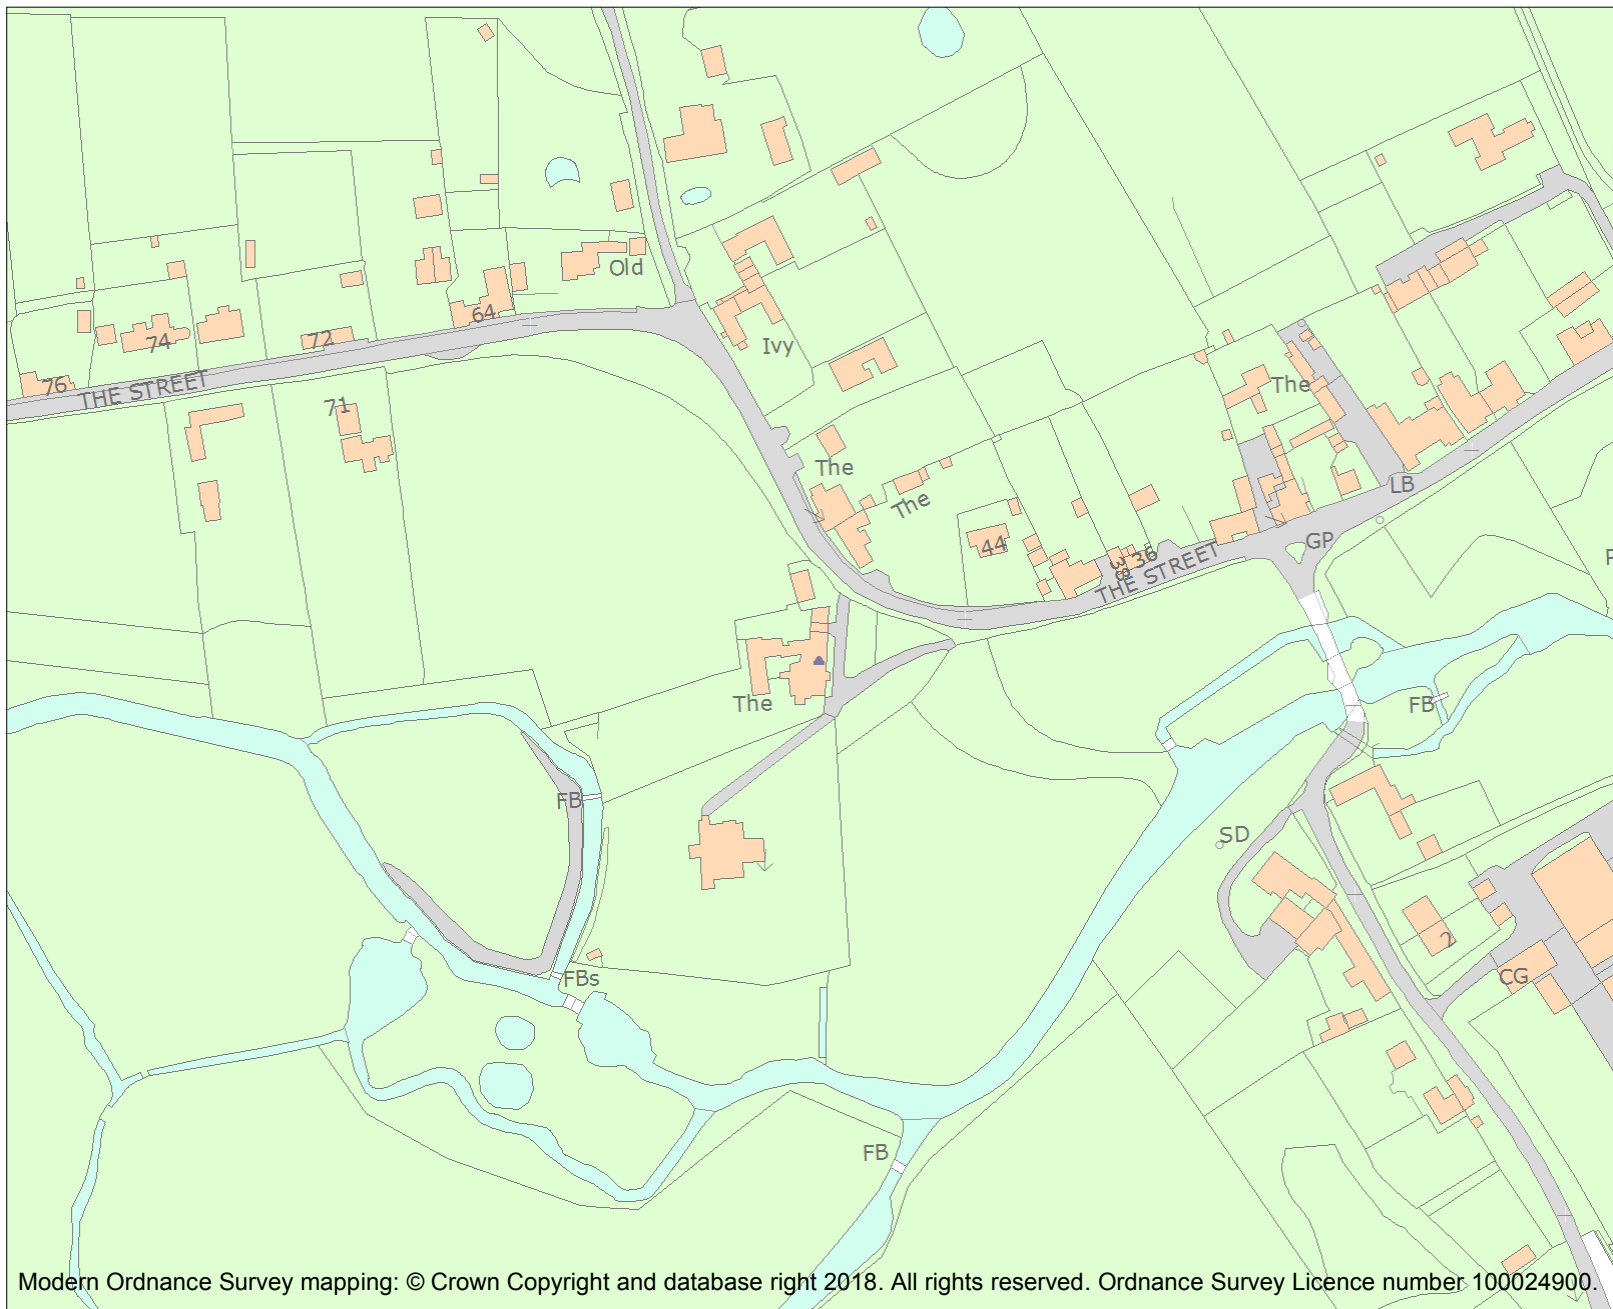 Old
64
74
72
Ivy
76
THE STREET
The
71
The
The
LB
44
GP
36
38
THE STREET
The
FB
FB
SD
2
CG
FBs
FB
Modern Ordnance Survey mapping: © Crown Copyright and database right 2018. All rights reserved. Ordnance Survey Licence number 100024900.